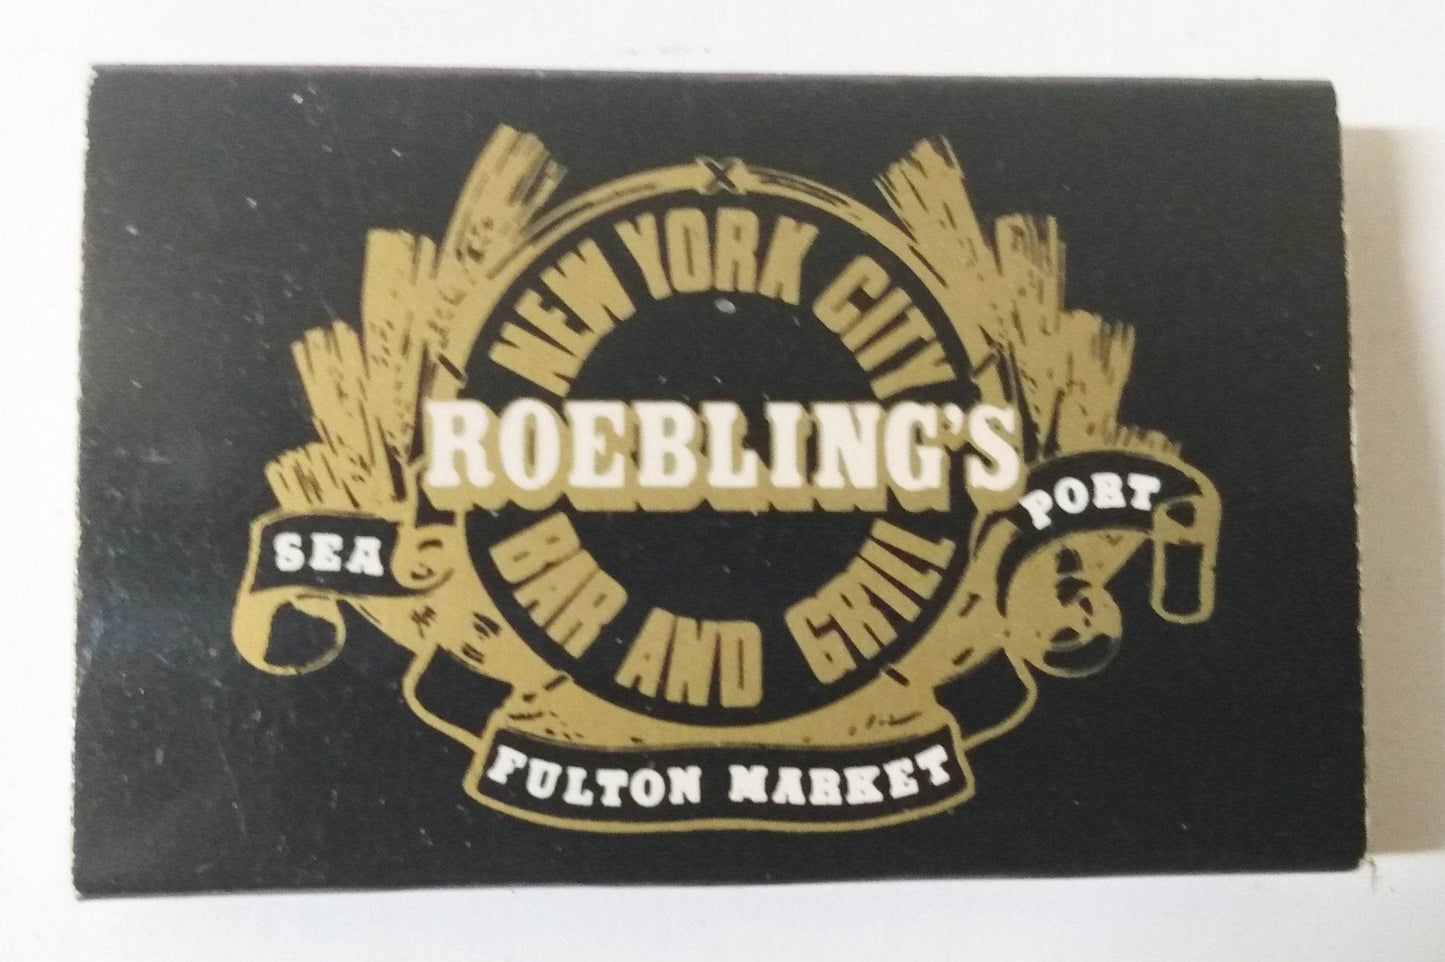 NEW YORK CITY
ROEBLING'S
BAR AND GRILL
SEA
PORT
FULTON MARKET